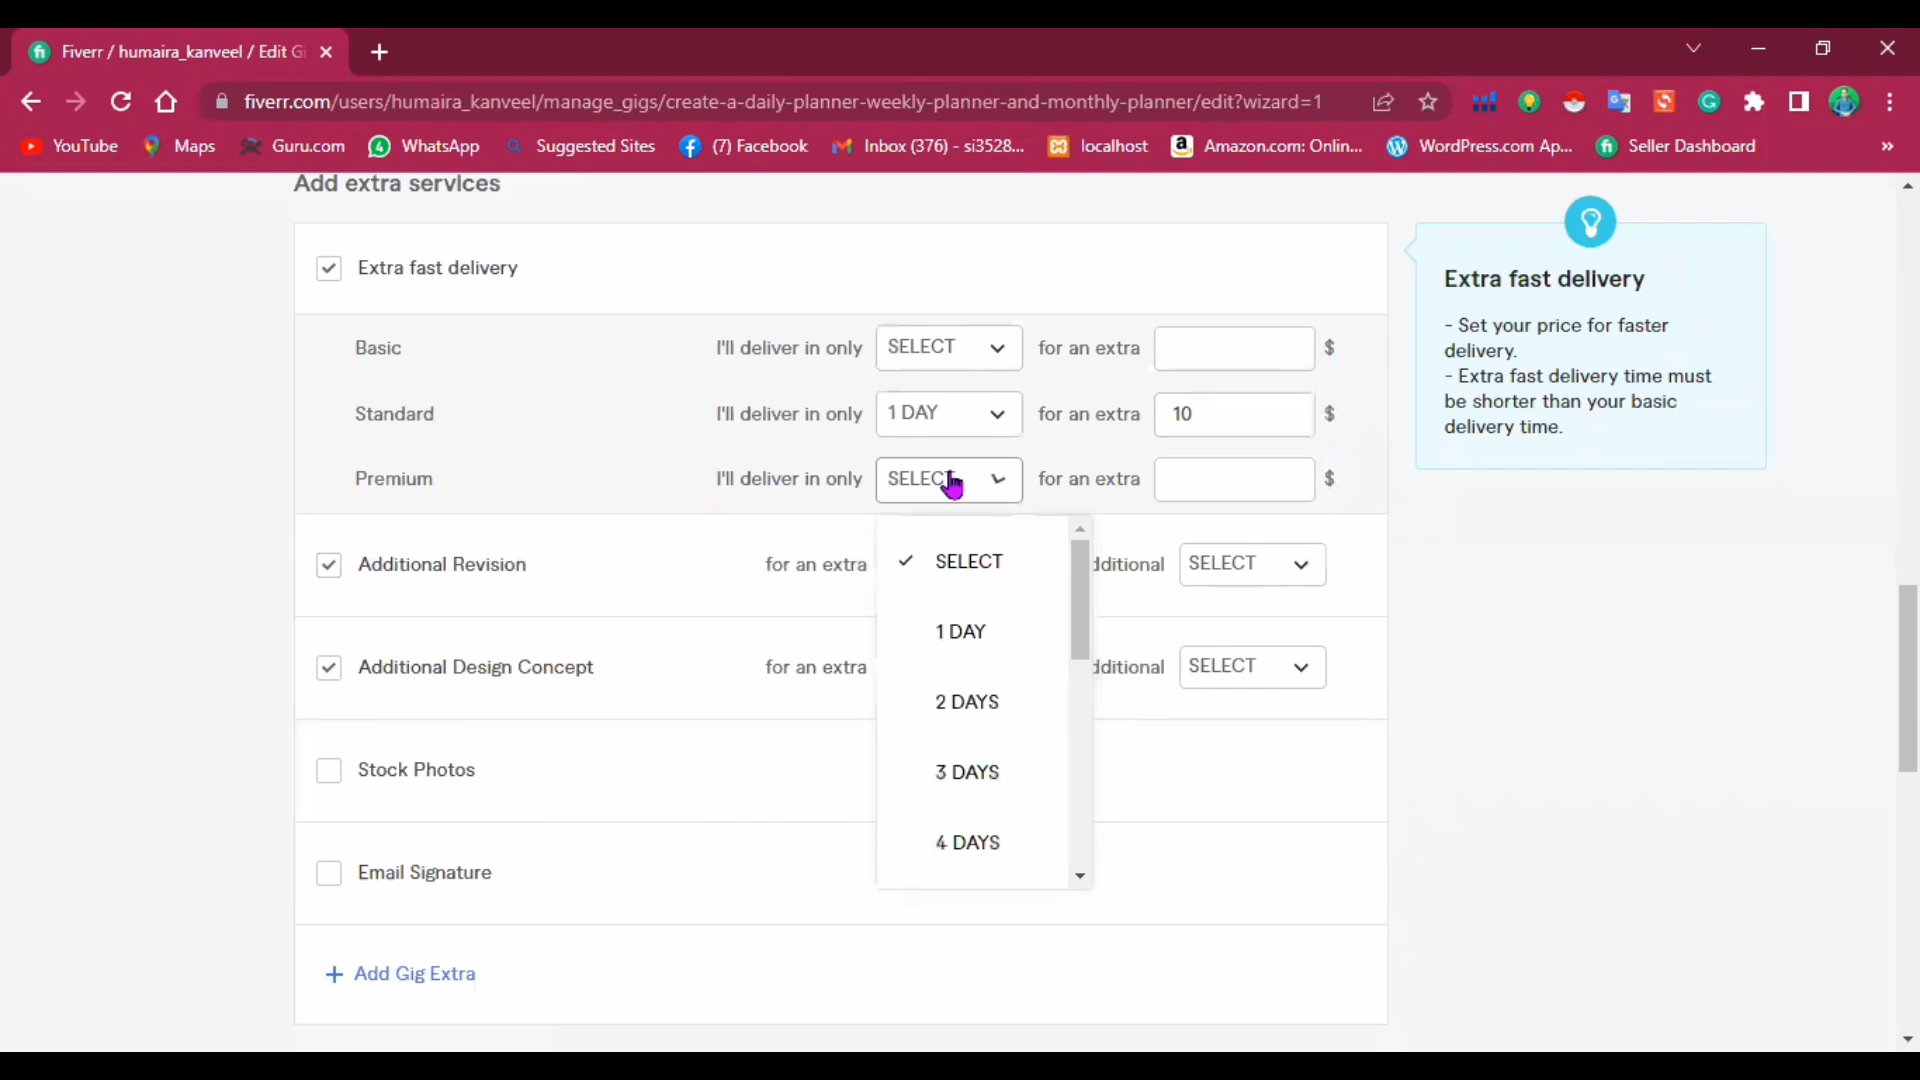 Fiverr / humaira_kanveel / Edit Gi
fiverr.com/users/humaira_kanveel/manage_gigs/create-a-daily-planner-weekly-planner-and-monthly-planner/edit?wizard=1
YouTube Maps Guru.com WhatsApp Suggested Sites (7) Facebook Inbox (376) - si3528... localhost Amazon.com: Onlin... WordPress.com Ap... Seller Dashboard »
Add extra services
Extra fast delivery
Basic I'll deliver in only SELECT for an extra $
Standard I'll deliver in only 1 DAY for an extra 10 $
Premium I'll deliver in only SELECT for an extra $
Additional Revision for an extra dditional SELECT
Additional Design Concept for an extra dditional SELECT
Stock Photos
Email Signature
+ Add Gig Extra
SELECT
1 DAY
2 DAYS
3 DAYS
4 DAYS
Extra fast delivery
- Set your price for faster
delivery.
- Extra fast delivery time must
be shorter than your basic
delivery time.